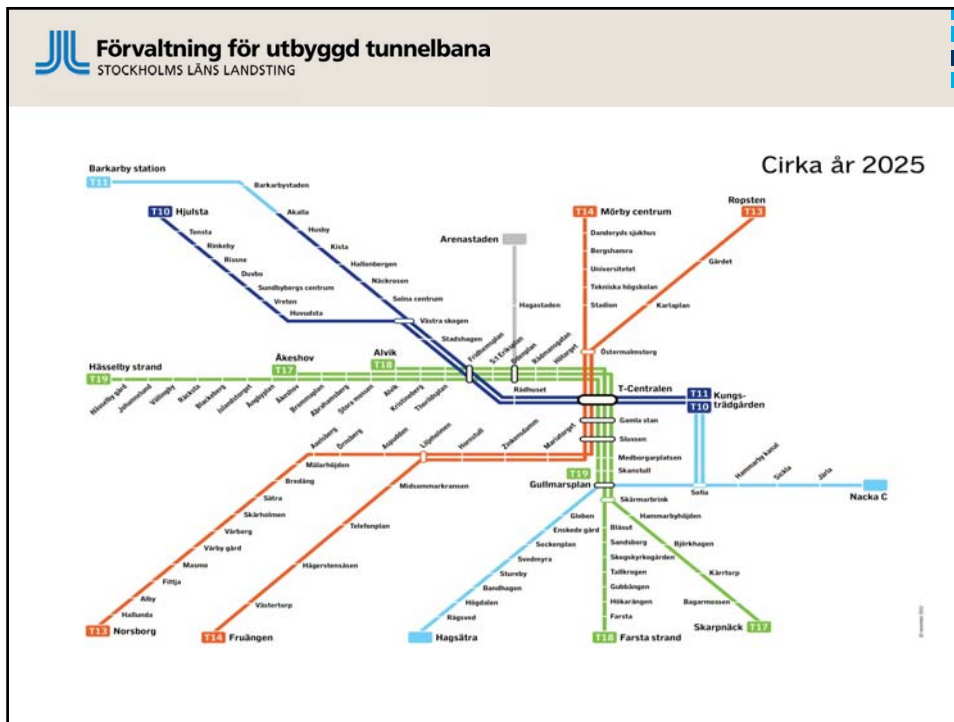 Förvaltning för utbyggd tunnelbana
STOCKHOLMS LÄNS LANDSTING
Cirka år 2025
Barkarby station
T11
Barkarbystaden
Akalla
Husby
Kista
Hallonbergen
Näckrosen
Solna centrum
Västra skogen
Stadshagen
T10 Hjulsta
Tensta
Rinkeby
Rissne
Duvbo
Sundbybergs centrum
Vreten
Huvudsta
Arenastaden
Hagastaden
T14 Mörby centrum
Danderyds sjukhus
Bergshamra
Universitetet
Tekniska högskolan
Stadion
Ropsten
T13
Gärdet
Karlaplan
Östermalmstorg
Hässelby strand
T19
Åkeshov
T17
Alvik
T18
Hässelby gård
Johannelund
Vällingby
Råcksta
Blackeberg
Islandstorget
Ängbyplan
Åkeshov
Brommaplan
Abrahamsberg
Stora mossen
Alvik
Kristineberg
Thorildsplan
Fridhemsplan
S:t Eriksplan
Odenplan
Rådmansgatan
Hötorget
Rådhuset
T-Centralen
T11
T10
Kungs-
trädgården
Gamla stan
Slussen
Medborgarplatsen
Skanstull
T19
Gullmarsplan
Skärmarbrink
Sofia
Hammarby kanal
Sickla
Järla
Nacka C
Axelsberg
Örnsberg
Aspudden
Liljeholmen
Hornstull
Zinkensdamm
Mariatorget
Mälarhöjden
Bredäng
Sätra
Skärholmen
Vårberg
Vårby gård
Masmo
Fittja
Alby
Hallunda
T13 Norsborg
Midsommarkransen
Telefonplan
Hägerstensåsen
Västertorp
T14 Fruängen
Globen
Enskede gård
Sockenplan
Svedmyra
Stureby
Bandhagen
Högdalen
Rågsved
Hagsätra
Blåsut
Sandsborg
Skogskyrkogården
Tallkrogen
Gubbängen
Hökarängen
Farsta
T18 Farsta strand
Hammarbyhöjden
Björkhagen
Kärrtorp
Bagarmossen
Skarpnäck T17